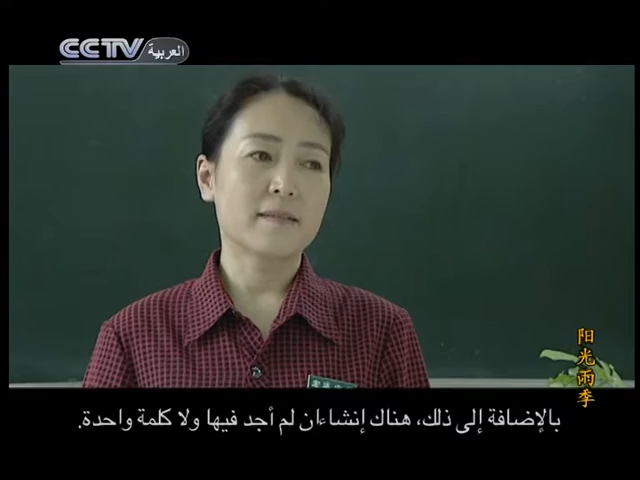 CCTV العربية
阳光雨季
بالإضافة إلى ذلك، هناك إنشاءان لم أجد فيها ولا كلمة واحدة.